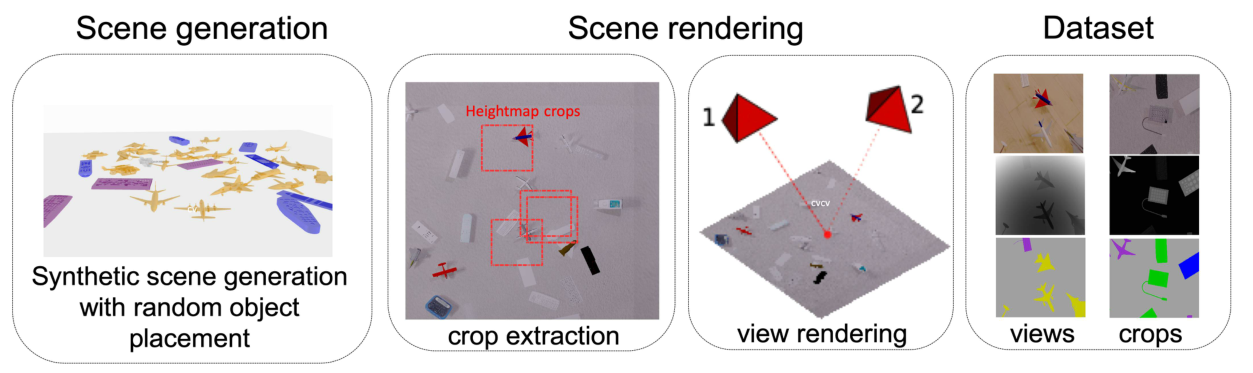 Scene generation
Scene rendering
Dataset
Synthetic scene generation
with random object
placement
Heightmap crops
crop extraction
1
2
cvcv
view rendering
views
crops